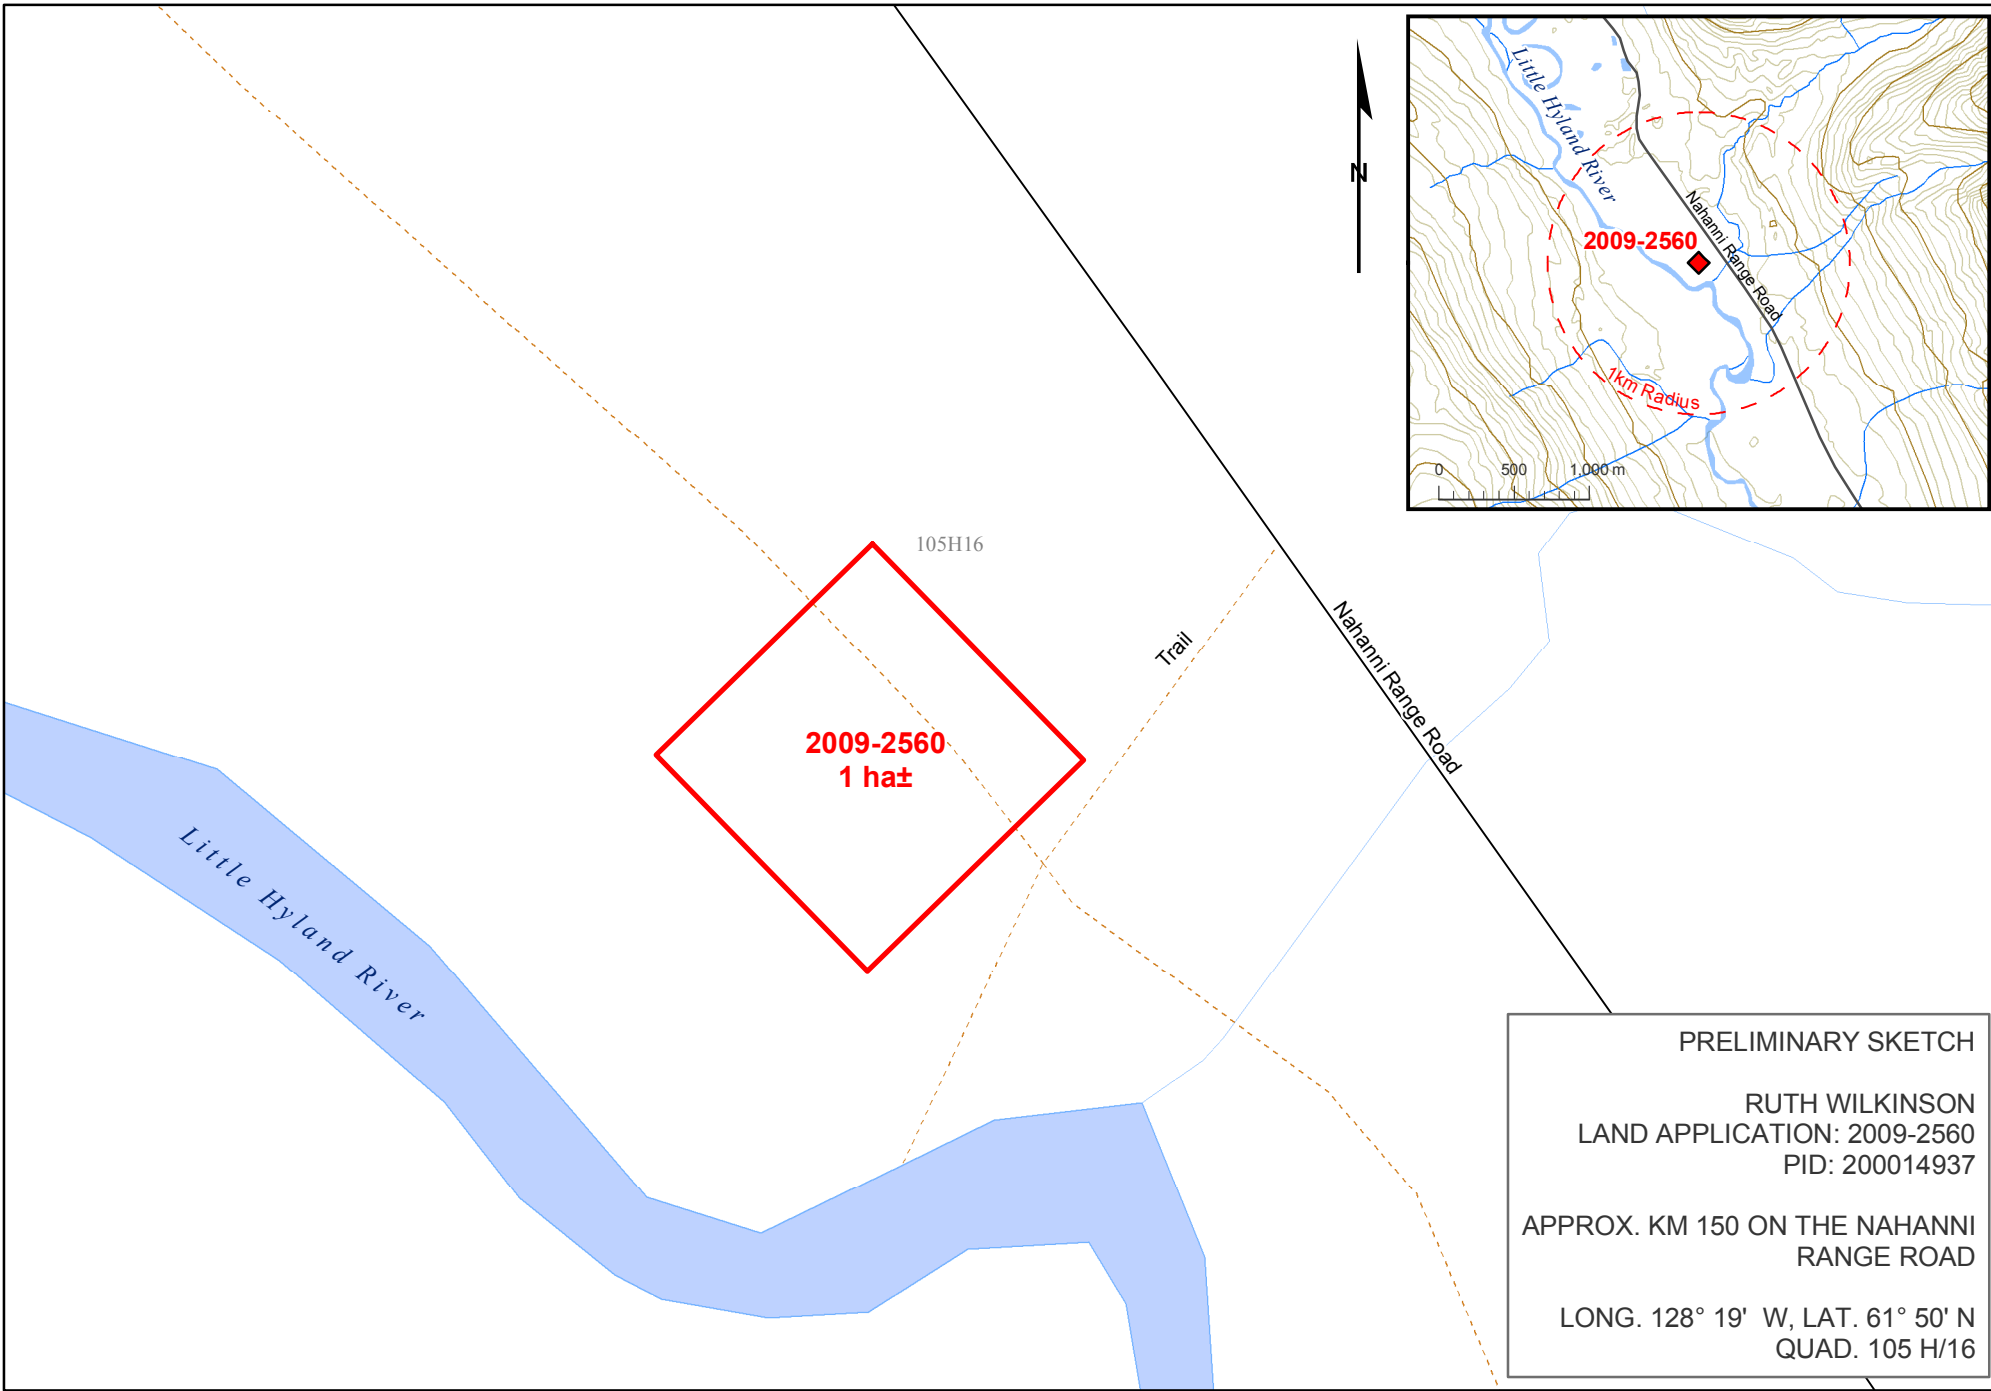 Little Hyland River
2009-2560
Nahanni Range Road
1km Radius
0 500 1,000 m
N
105H16
Trail
Nahanni Range Road
2009-2560
1 ha±
Little Hyland River
PRELIMINARY SKETCH
RUTH WILKINSON
LAND APPLICATION: 2009-2560
PID: 200014937
APPROX. KM 150 ON THE NAHANNI
RANGE ROAD
LONG. 128° 19' W, LAT. 61° 50' N
QUAD. 105 H/16